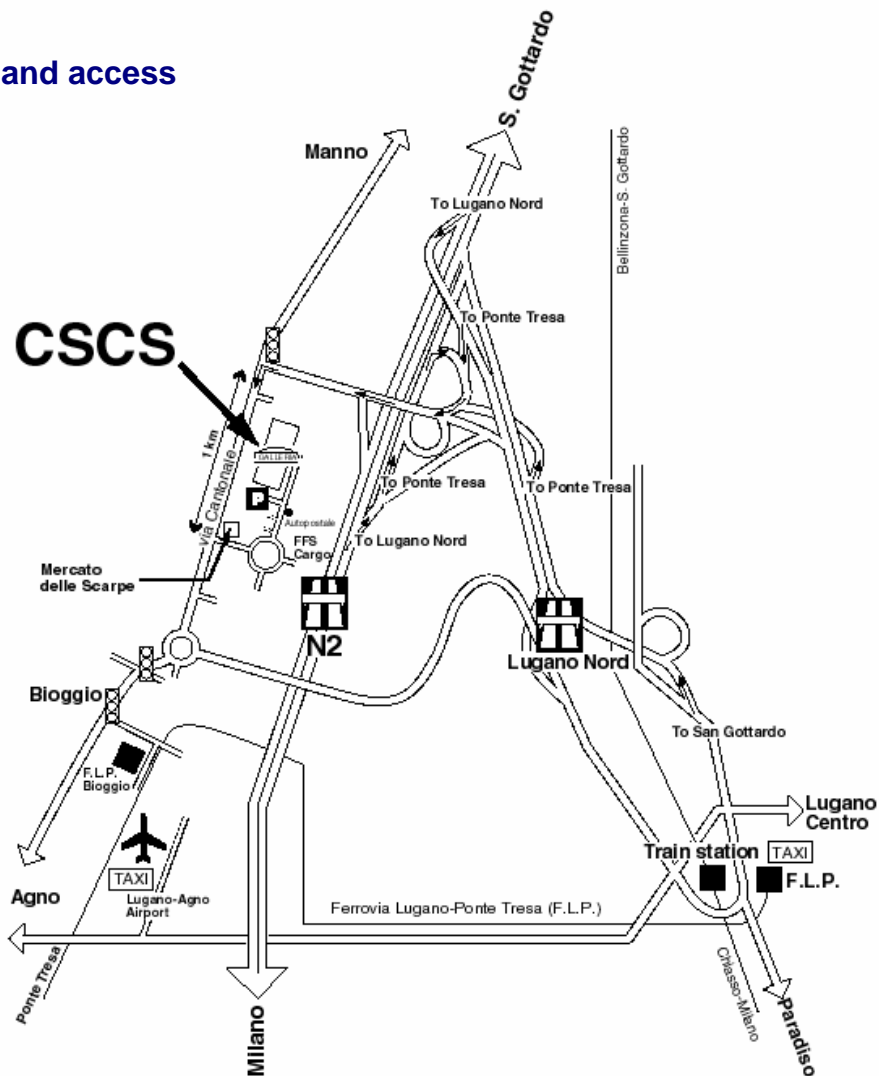 and access
S. Gottardo
Manno
To Lugano Nord
Bellinzona-S. Gottardo
To Ponte Tresa
CSCS
1 km
via Cantonale
GALLERIA
P
To Ponte Tresa
To Ponte Tresa
Autopostale
FFS
Cargo
To Lugano Nord
Mercato
delle Scarpe
N2
Lugano Nord
Bioggio
To San Gottardo
F.L.P.
Bioggio
Lugano
Centro
Train station
TAXI
TAXI
F.L.P.
Agno
Lugano-Agno
Airport
Ferrovia Lugano-Ponte Tresa (F.L.P.)
Ponte Tresa
Milano
Chiasso-Milano
Paradiso